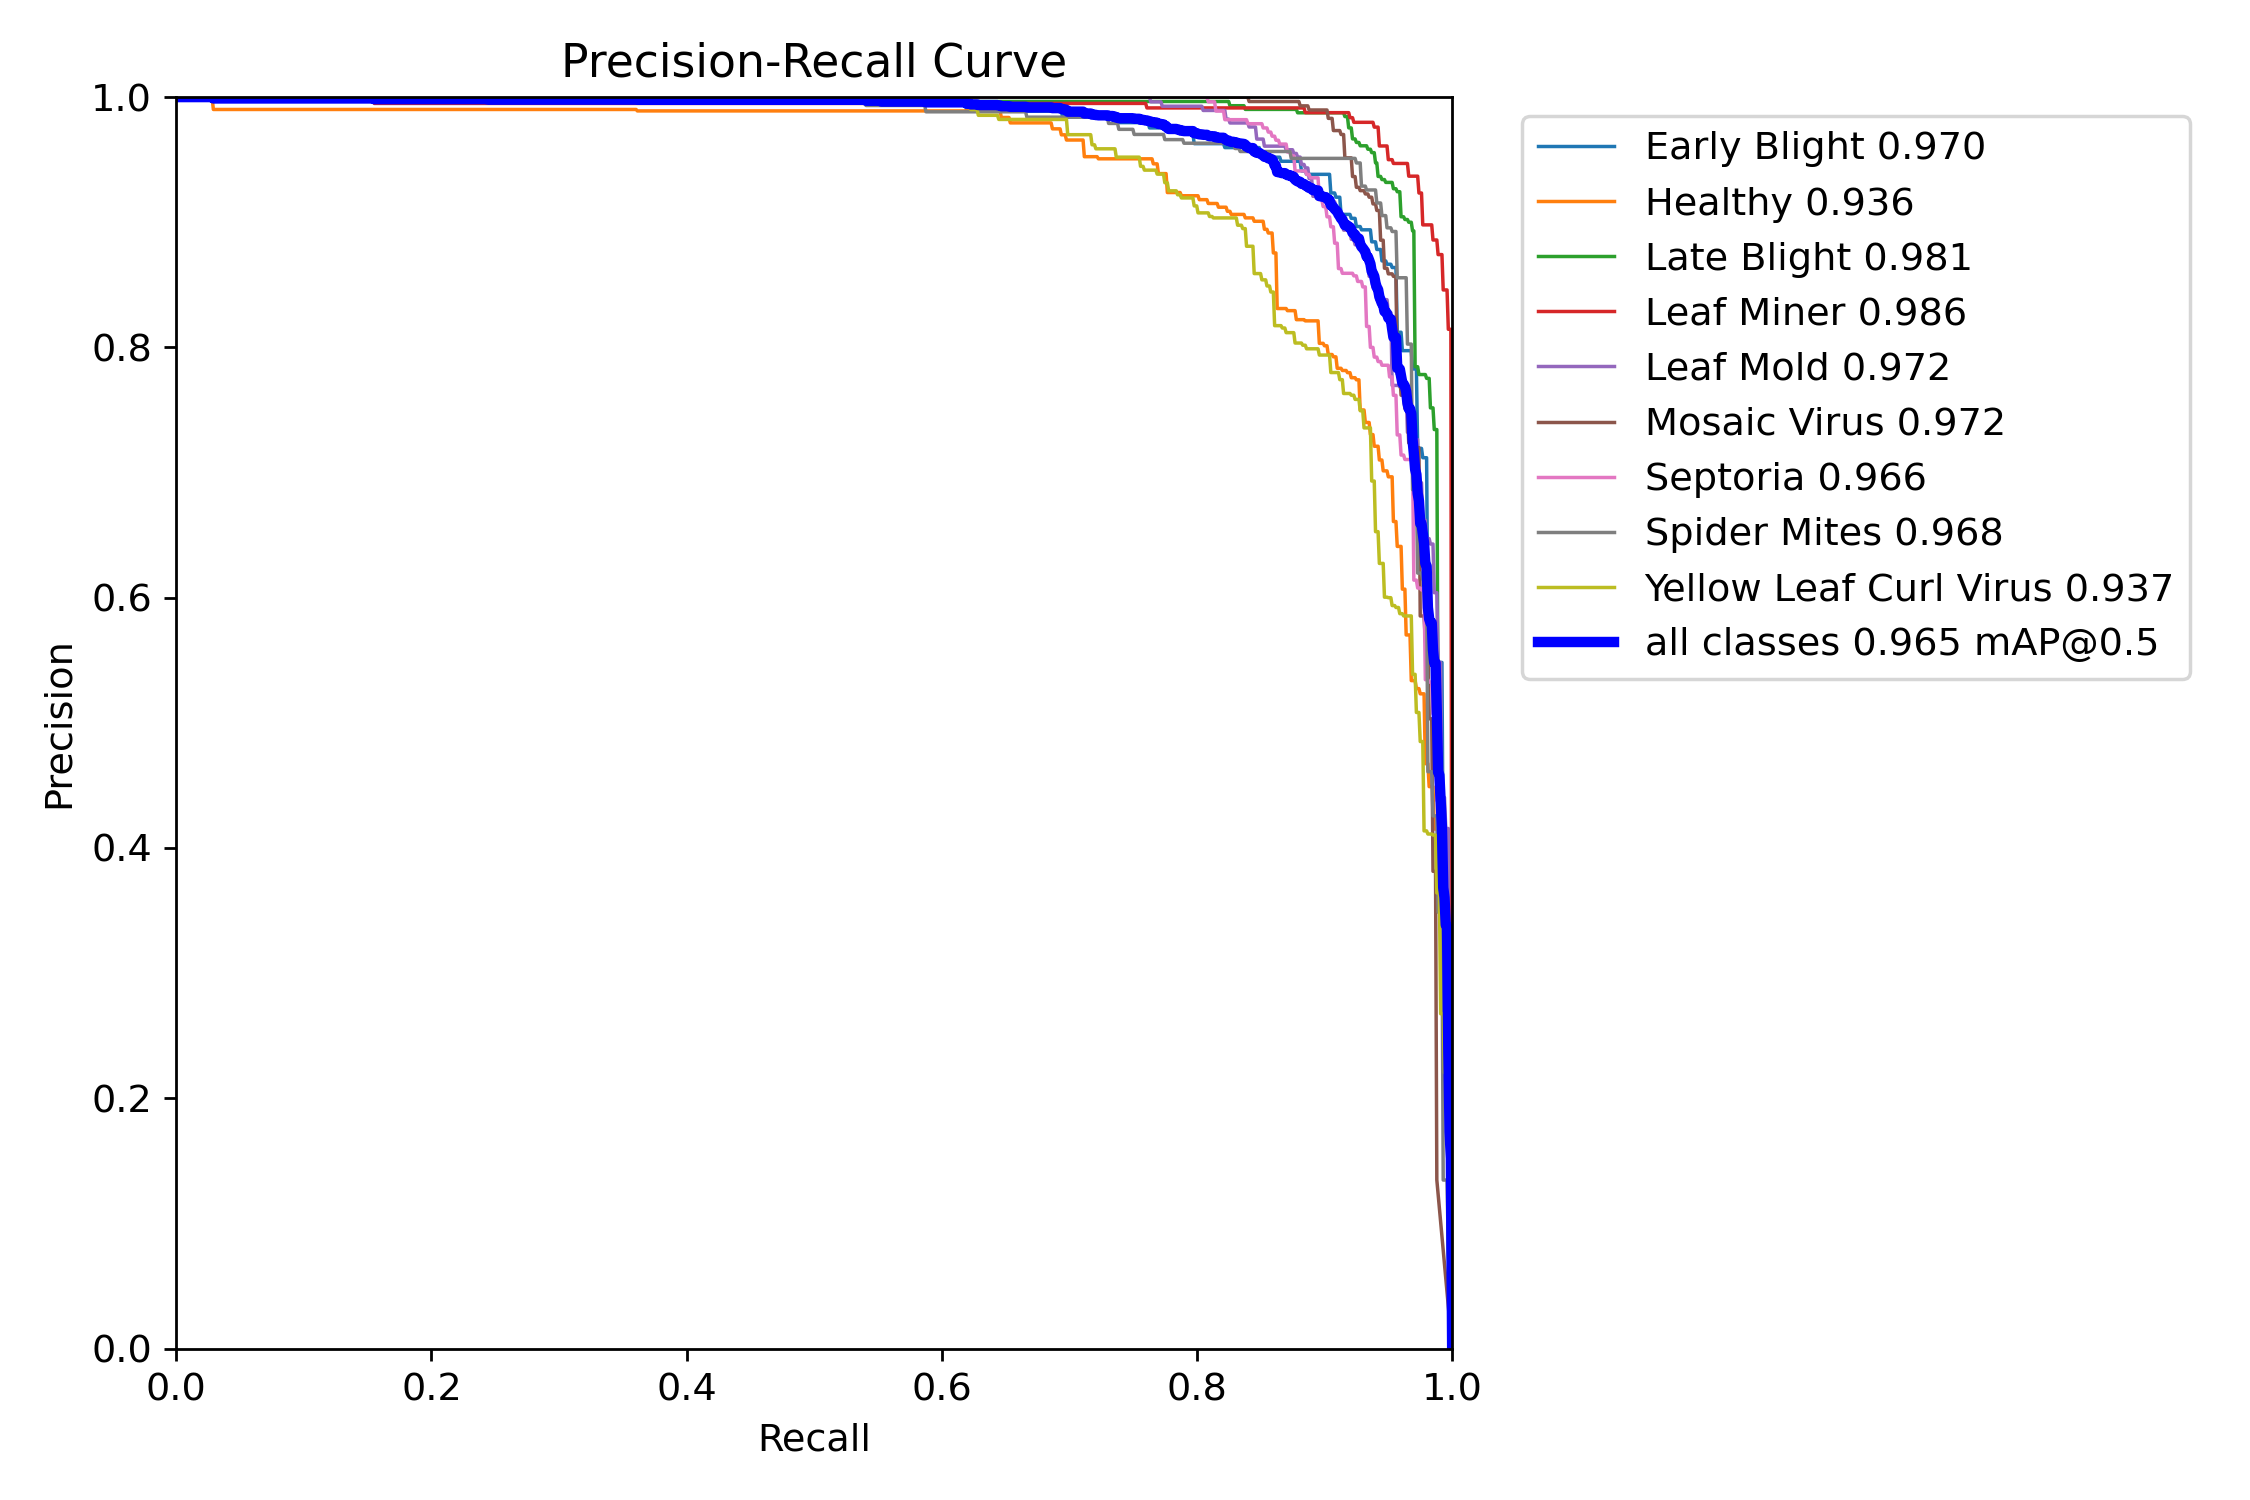 Precision-Recall Curve
1.0
0.8
0.6
0.4
0.2
0.0
Precision
0.0 0.2 0.4 0.6 0.8 1.0
Recall
Early Blight 0.970
Healthy 0.936
Late Blight 0.981
Leaf Miner 0.986
Leaf Mold 0.972
Mosaic Virus 0.972
Septoria 0.966
Spider Mites 0.968
Yellow Leaf Curl Virus 0.937
all classes 0.965 mAP@0.5